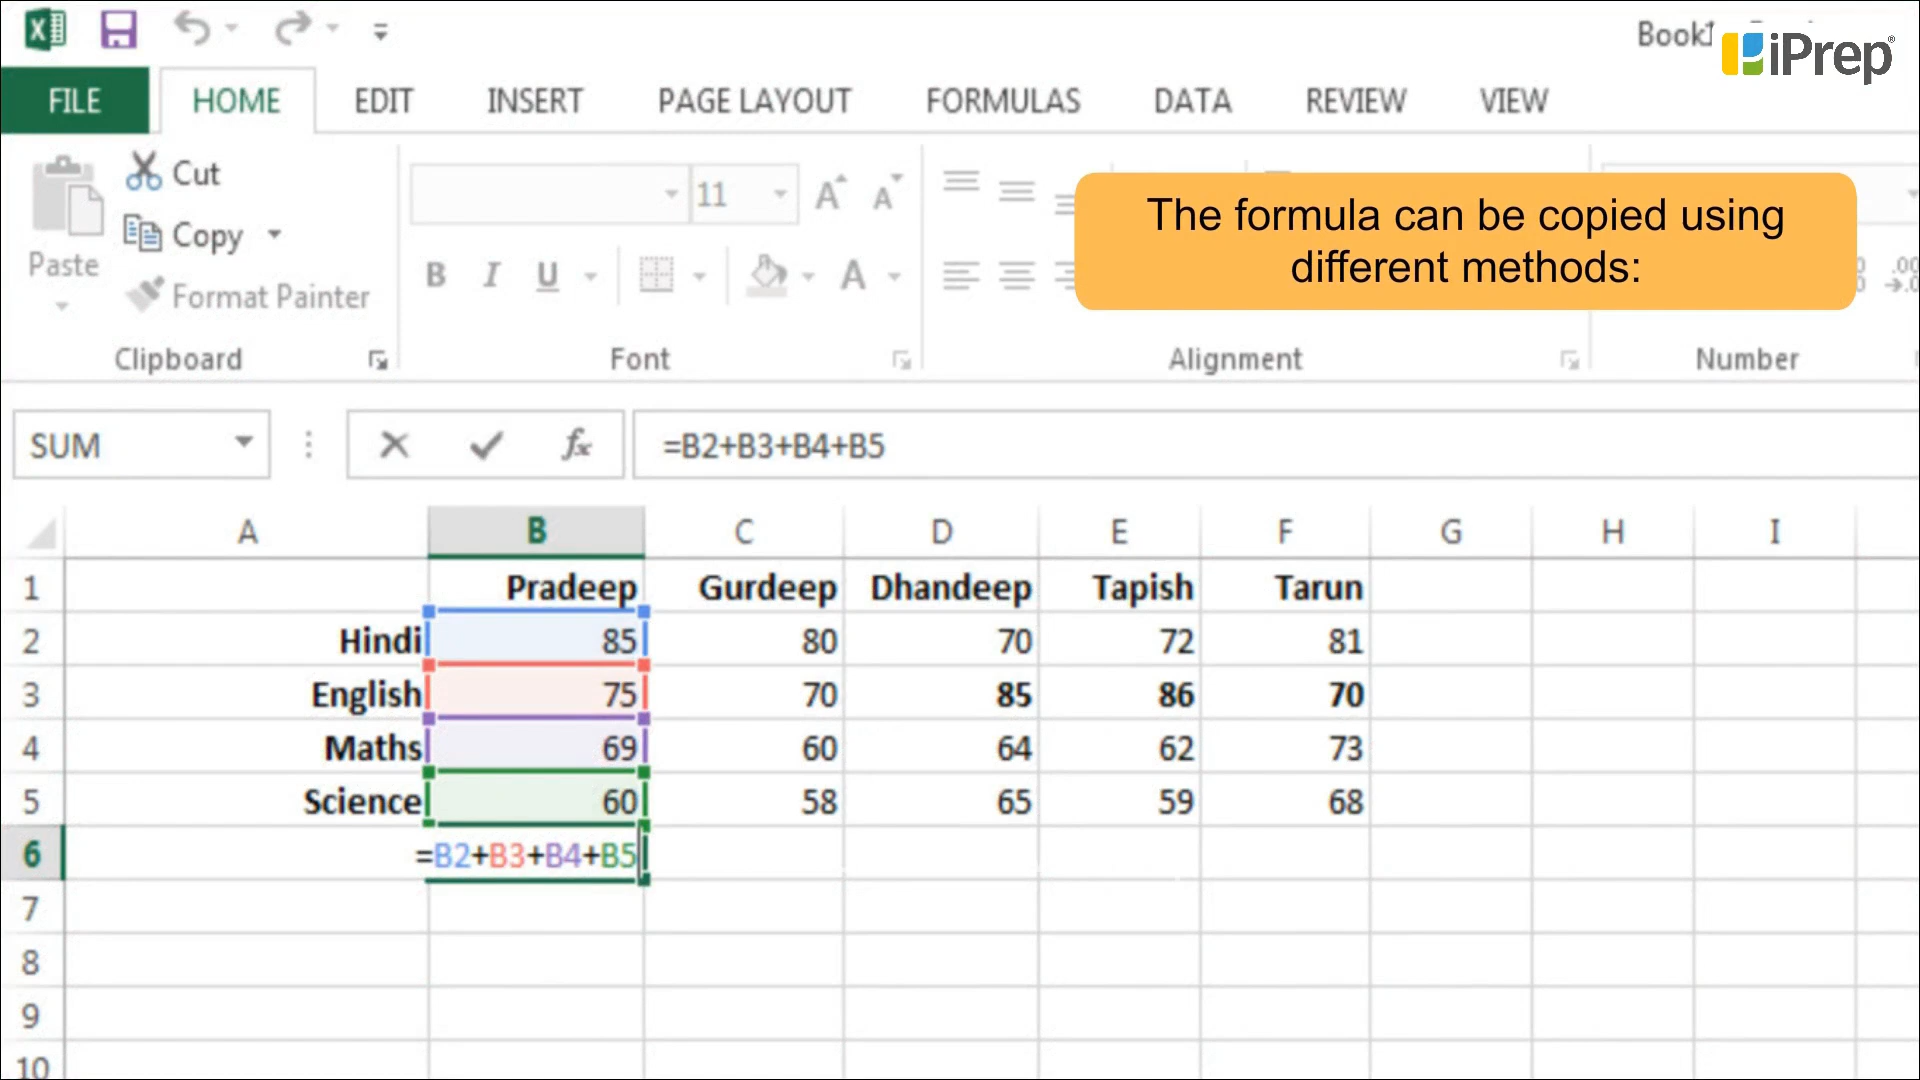 Book1
iPrep
FILE HOME EDIT INSERT PAGE LAYOUT FORMULAS DATA REVIEW VIEW
Cut
Copy
Paste
Format Painter
11
A A
B I U A
The formula can be copied using
different methods:
.00
Clipboard Font Alignment Number
SUM fx =B2+B3+B4+B5
A B C D E F G H I
1 Pradeep Gurdeep Dhandeep Tapish Tarun
2 Hindi 85 80 70 72 81
3 English 75 70 85 86 70
4 Maths 69 60 64 62 73
5 Science 60 58 65 59 68
6 =B2+B3+B4+B5
7
8
9
10